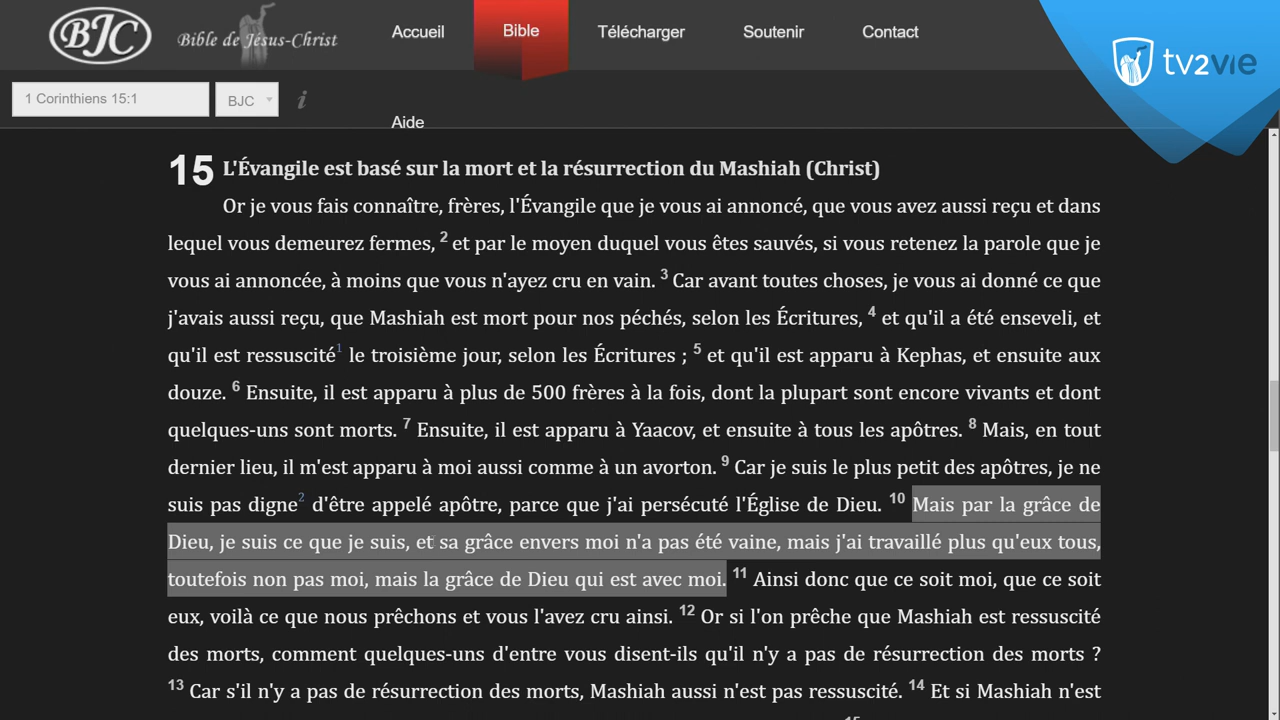 BJC Bible de Jésus-Christ Accueil Bible Télécharger Soutenir Contact
tv2vie
1 Corinthiens 15:1 BJC i
Aide
15 L'Évangile est basé sur la mort et la résurrection du Mashiah (Christ)
Or je vous fais connaître, frères, l'Évangile que je vous ai annoncé, que vous avez aussi reçu et dans
lequel vous demeurez fermes, 2 et par le moyen duquel vous êtes sauvés, si vous retenez la parole que je
vous ai annoncée, à moins que vous n'ayez cru en vain. 3 Car avant toutes choses, je vous ai donné ce que
j'avais aussi reçu, que Mashiah est mort pour nos péchés, selon les Écritures, 4 et qu'il a été enseveli, et
qu'il est ressuscité1 le troisième jour, selon les Écritures ; 5 et qu'il est apparu à Kephas, et ensuite aux
douze. 6 Ensuite, il est apparu à plus de 500 frères à la fois, dont la plupart sont encore vivants et dont
quelques-uns sont morts. 7 Ensuite, il est apparu à Yaacov, et ensuite à tous les apôtres. 8 Mais, en tout
dernier lieu, il m'est apparu à moi aussi comme à un avorton. 9 Car je suis le plus petit des apôtres, je ne
suis pas digne2 d'être appelé apôtre, parce que j'ai persécuté l'Église de Dieu. 10 Mais par la grâce de
Dieu, je suis ce que je suis, et sa grâce envers moi n'a pas été vaine, mais j'ai travaillé plus qu'eux tous,
toutefois non pas moi, mais la grâce de Dieu qui est avec moi. 11 Ainsi donc que ce soit moi, que ce soit
eux, voilà ce que nous prêchons et vous l'avez cru ainsi. 12 Or si l'on prêche que Mashiah est ressuscité
des morts, comment quelques-uns d'entre vous disent-ils qu'il n'y a pas de résurrection des morts ?
13 Car s'il n'y a pas de résurrection des morts, Mashiah aussi n'est pas ressuscité. 14 Et si Mashiah n'est
15